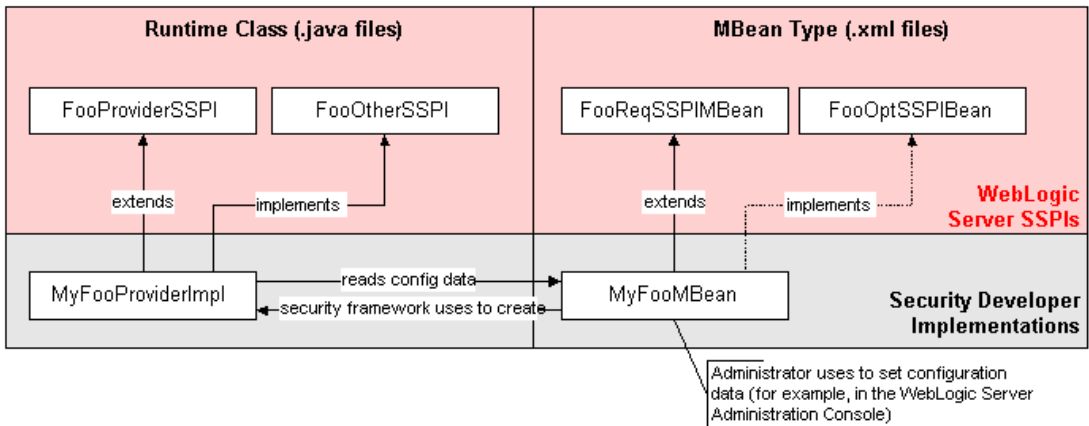 Runtime Class (.java files)
MBean Type (.xml files)
FooProviderSSPI
FooOtherSSPI
FooReqSSPIMBean
FooOptSSPIBean
extends
implements
extends
implements
WebLogic
Server SSPIs
MyFooProviderImpl
reads config data
security framework uses to create
MyFooMBean
Security Developer
Implementations
Administrator uses to set configuration
data (for example, in the WebLogic Server
Administration Console)